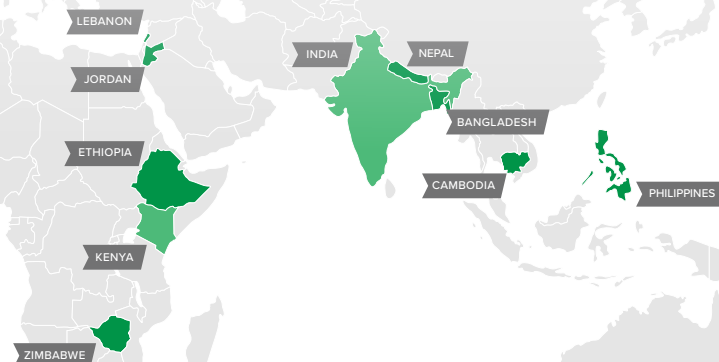 LEBANON
INDIA
NEPAL
JORDAN
BANGLADESH
ETHIOPIA
CAMBODIA
PHILIPPINES
KENYA
ZIMBABWE